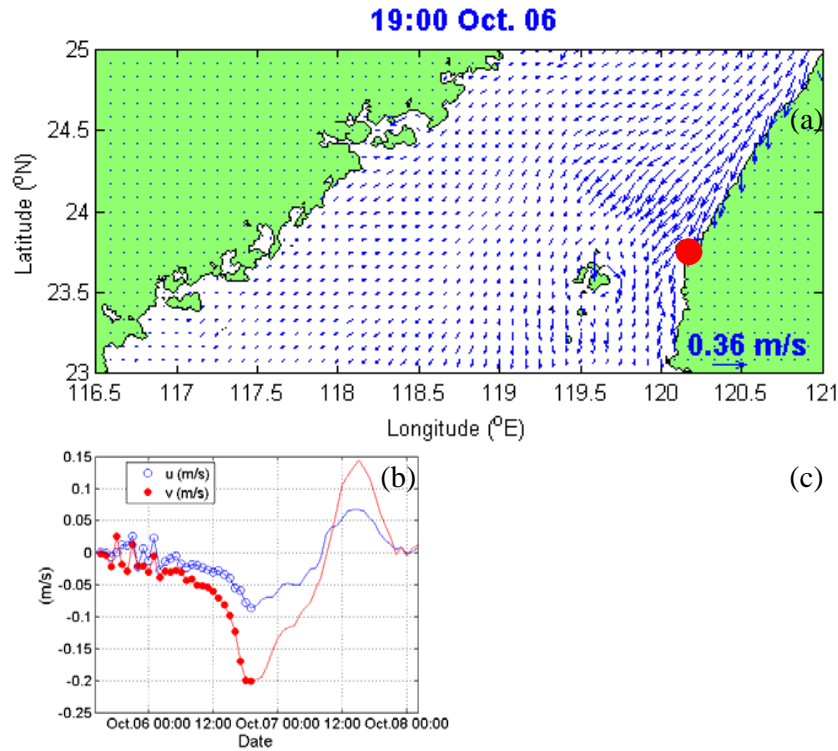 19:00 Oct. 06
25
24.5
24
23.5
23
Latitude (°N)
(a)
0.36 m/s
116.5 117 117.5 118 118.5 119 119.5 120 120.5 121
Longitude (°E)
(b)
(c)
u (m/s)
v (m/s)
0.15
0.1
0.05
0
-0.05
-0.1
-0.15
-0.2
-0.25
(m/s)
Oct.06 00:00 12:00 Oct.07 00:00 12:00 Oct.08 00:00
Date